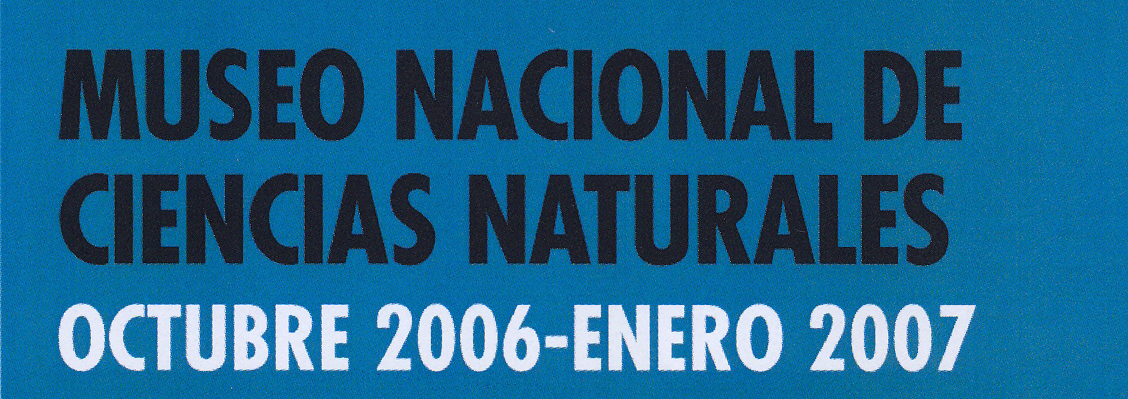 MUSEO NACIONAL DE
CIENCIAS NATURALES
OCTUBRE 2006-ENERO 2007